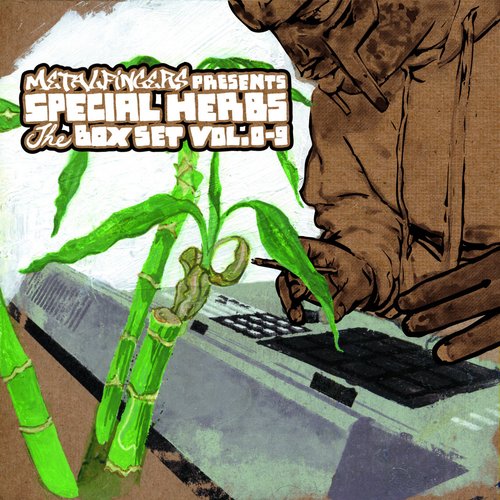 METALFINGERS PRESENTS
SPECIAL HERBS
The BOX SET VOL. 0-9